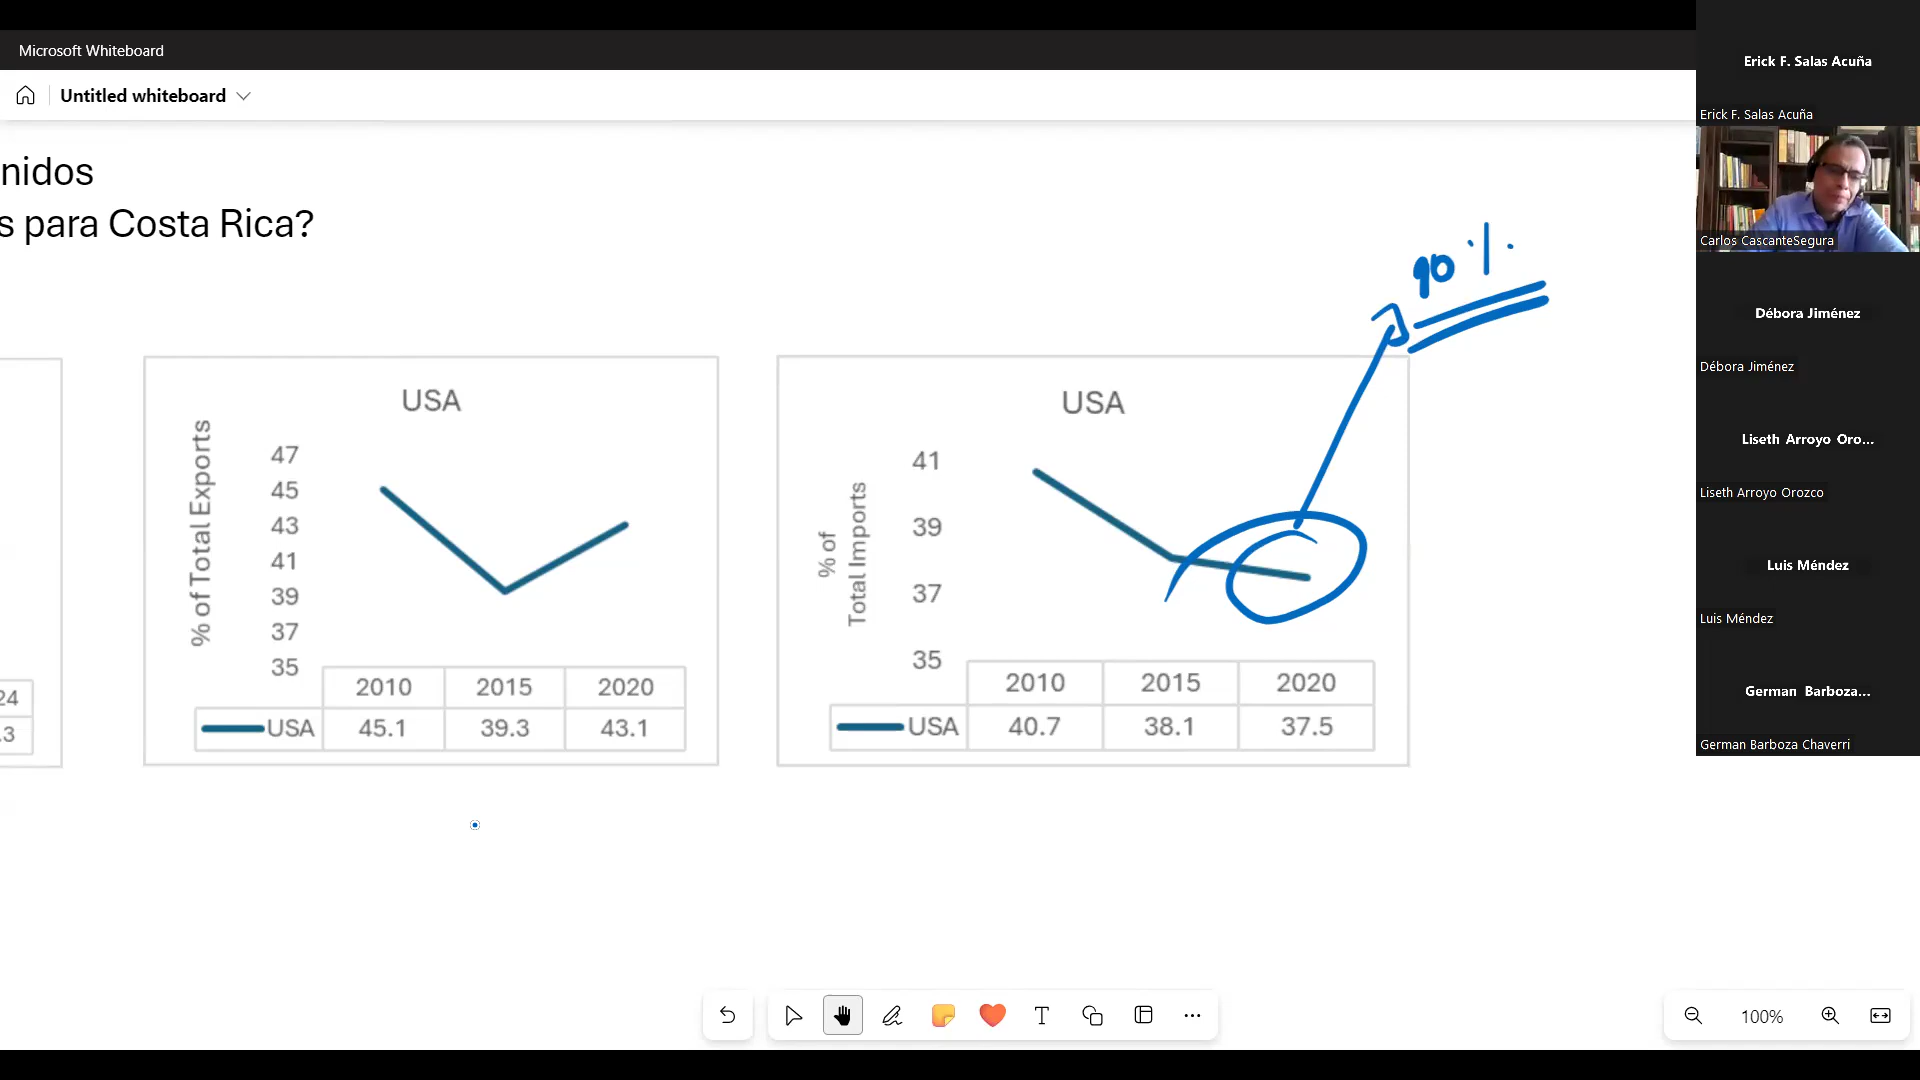 Microsoft Whiteboard
Untitled whiteboard
nidos
s para Costa Rica?
24
.3
USA
% of Total Exports
47
45
43
41
39
37
35
2010 2015 2020
USA 45.1 39.3 43.1
USA
% of
Total Imports
41
39
37
35
2010 2015 2020
USA 40.7 38.1 37.5
90 %
Erick F. Salas Acuña
Erick F. Salas Acuña
Carlos CascanteSegura
Débora Jiménez
Débora Jiménez
Liseth Arroyo Oro...
Liseth Arroyo Orozco
Luis Méndez
Luis Méndez
German Barboza...
German Barboza Chaverri
T
100%